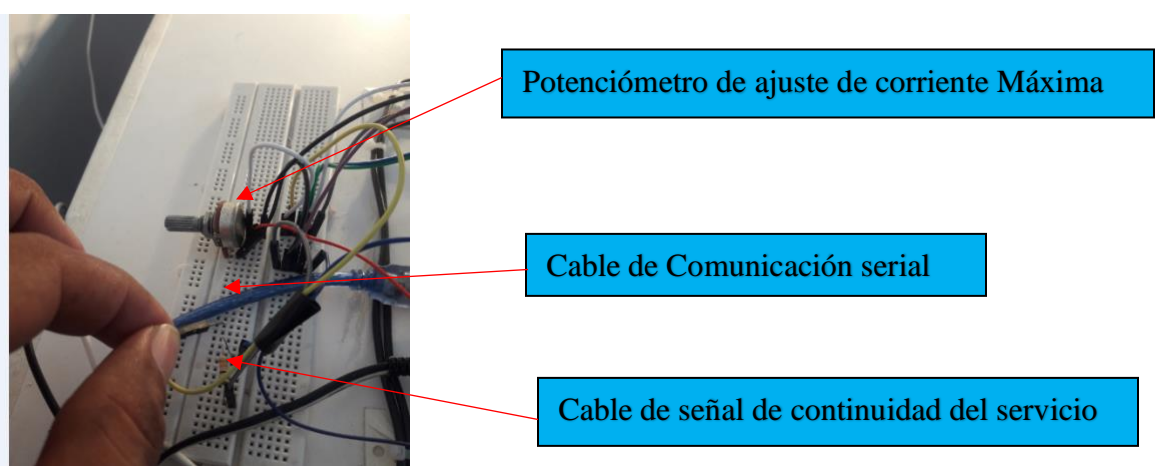 Potenciómetro de ajuste de corriente Máxima
Cable de Comunicación serial
Cable de señal de continuidad del servicio